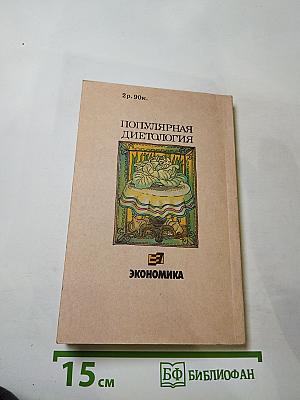 2р.90к.
ПОПУЛЯРНАЯ
ДИЕТОЛОГИЯ
ЭКОНОМИКА
15 см
БФ БИБЛИОФАН